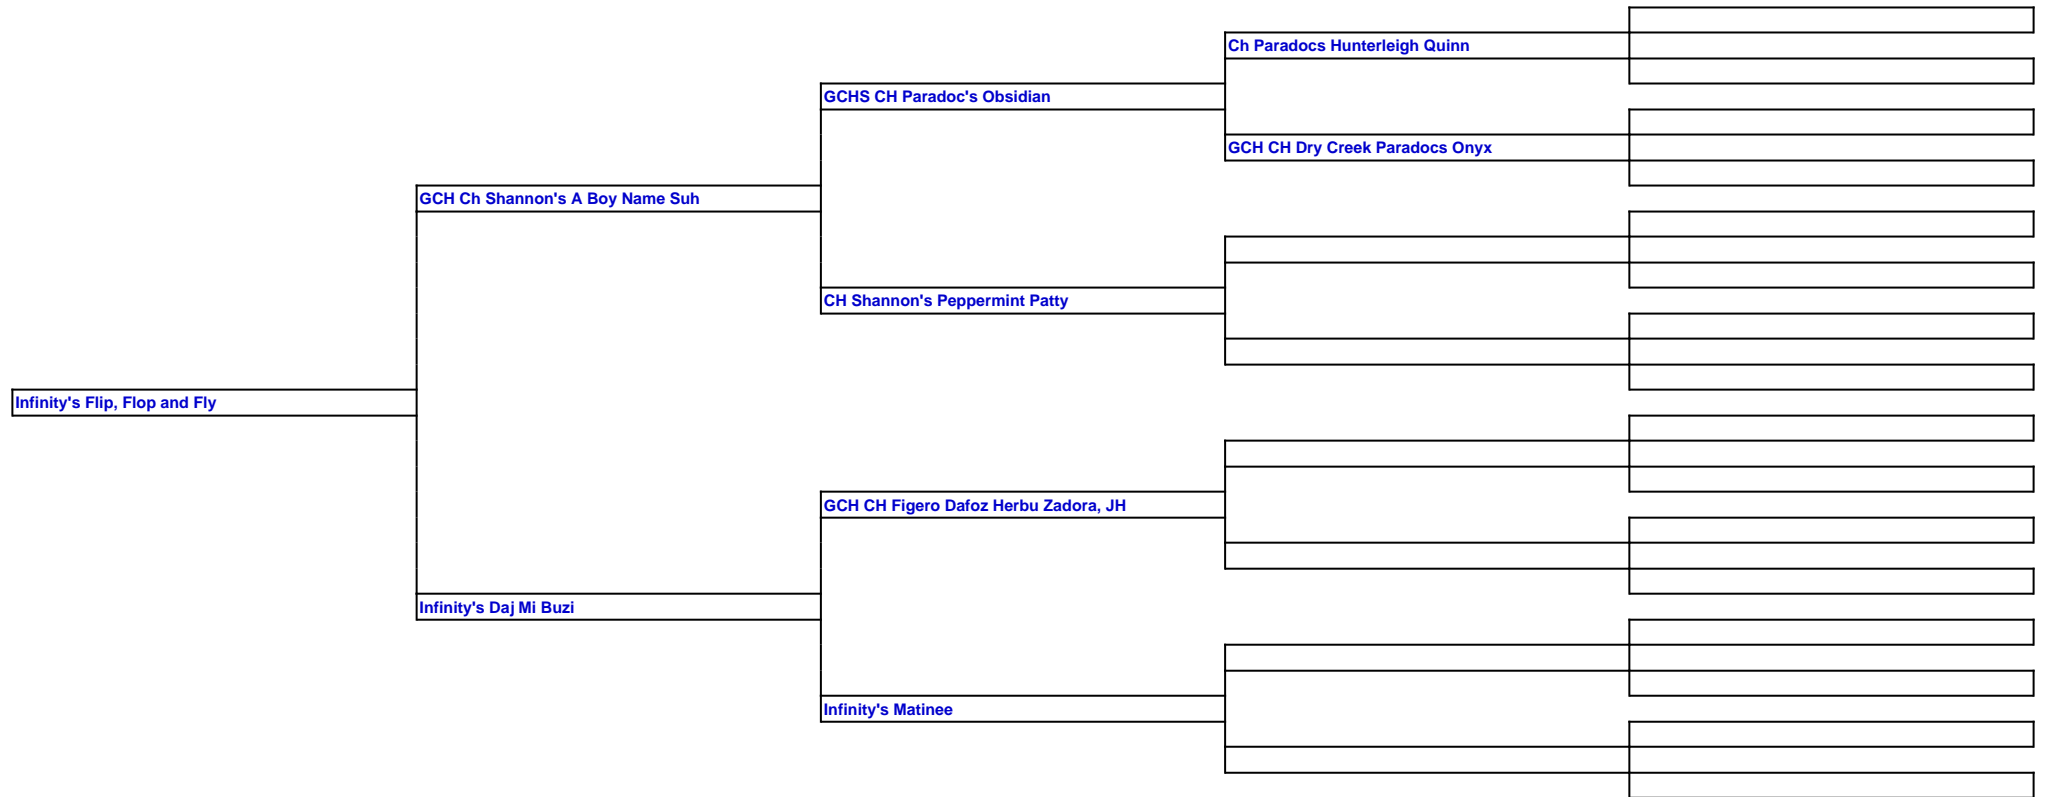 Ch Paradocs Hunterleigh Quinn
GCHS CH Paradoc's Obsidian
GCH CH Dry Creek Paradocs Onyx
GCH Ch Shannon's A Boy Name Suh
CH Shannon's Peppermint Patty
Infinity's Flip, Flop and Fly
GCH CH Figero Dafoz Herbu Zadora, JH
Infinity's Daj Mi Buzi
Infinity's Matinee